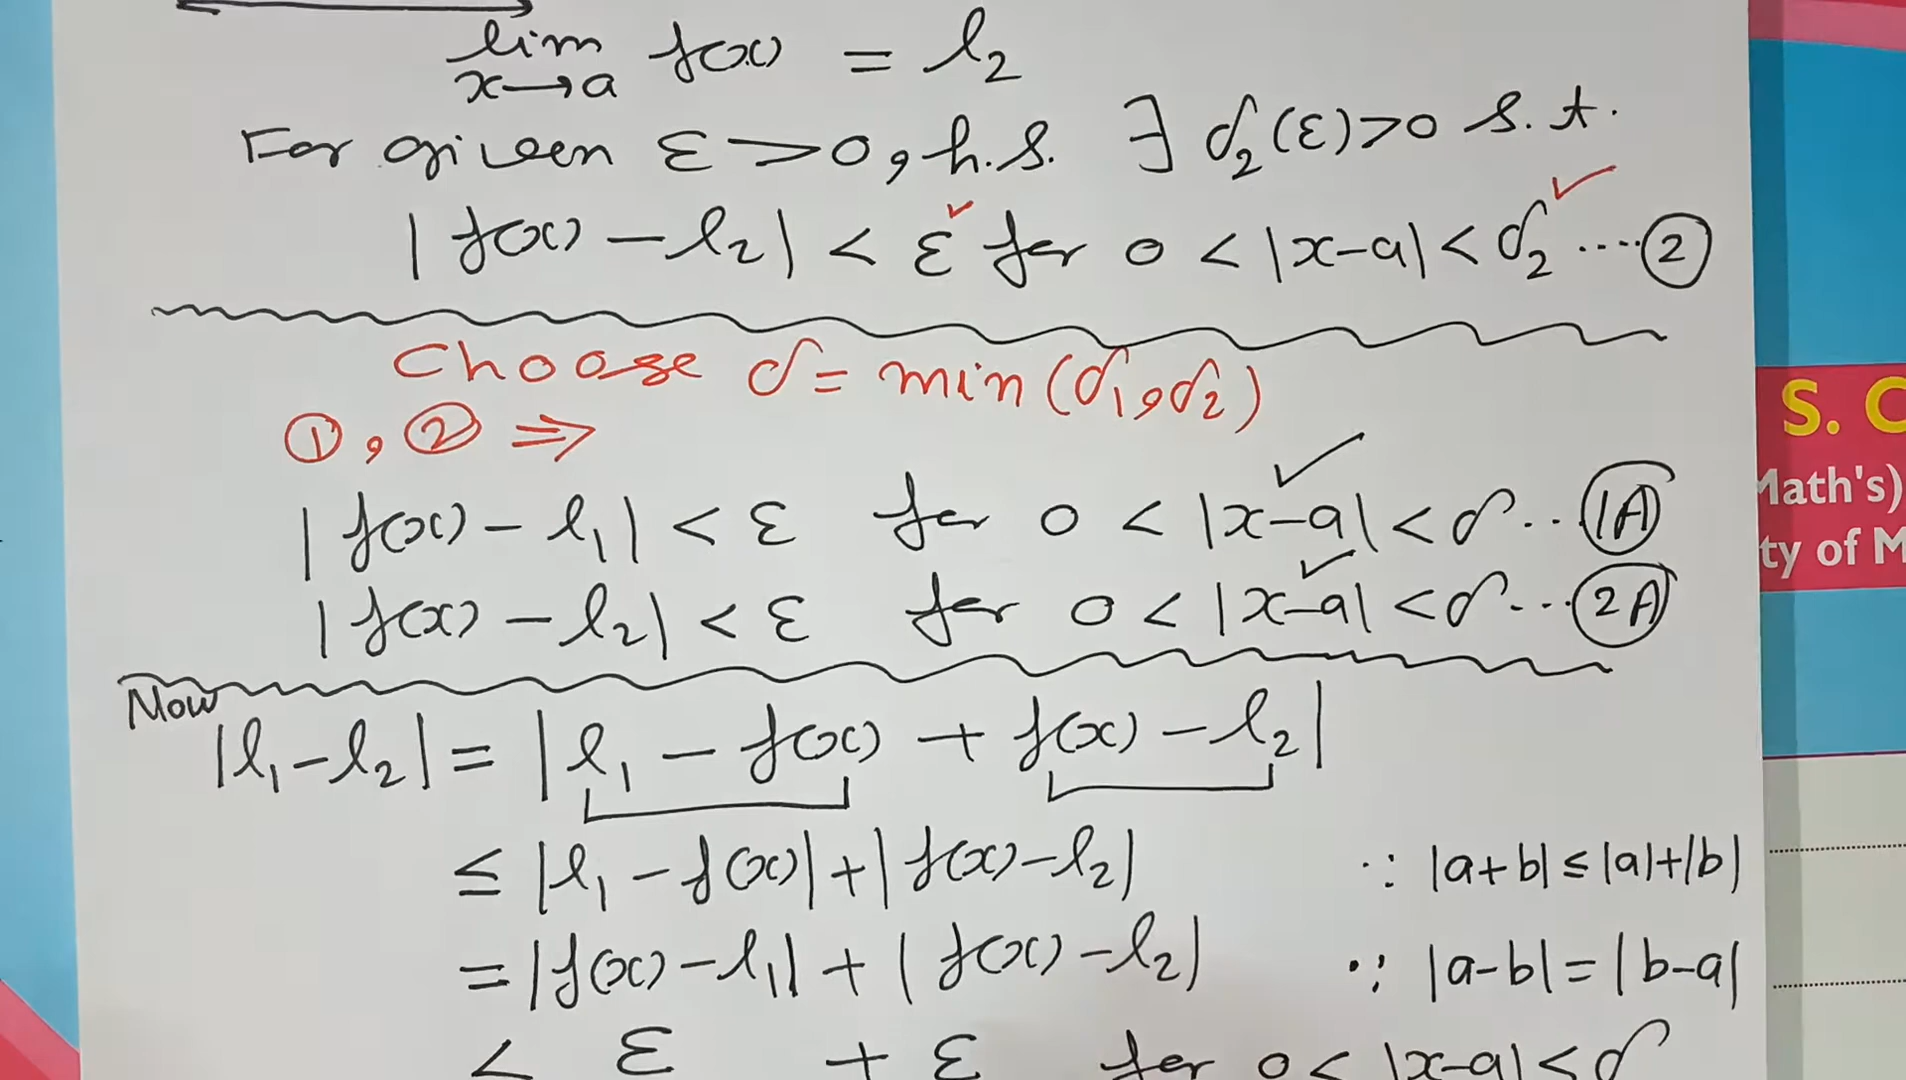 lim f(x) = l₂
x→a
For given ε>0, h.s. ∃ δ₂(ε)>0 s.t.
|f(x) - l₂| < ε for 0 < |x-a| < δ₂ ....②
Choose δ = min(δ₁, δ₂)
①, ② ⇒
|f(x) - l₁| < ε for 0 < |x-a| < δ... 1A
|f(x) - l₂| < ε for 0 < |x-a| < δ... 2A
Now
|l₁-l₂| = |l₁ - f(x) + f(x) - l₂|
≤ |l₁ - f(x)| + |f(x) - l₂| ∵ |a+b| ≤ |a|+|b|
= |f(x) - l₁| + |f(x) - l₂| ∵ |a-b| = |b-a|
< ε + ε for 0 < |x-a| < δ
S. C
Math's)
ty of M